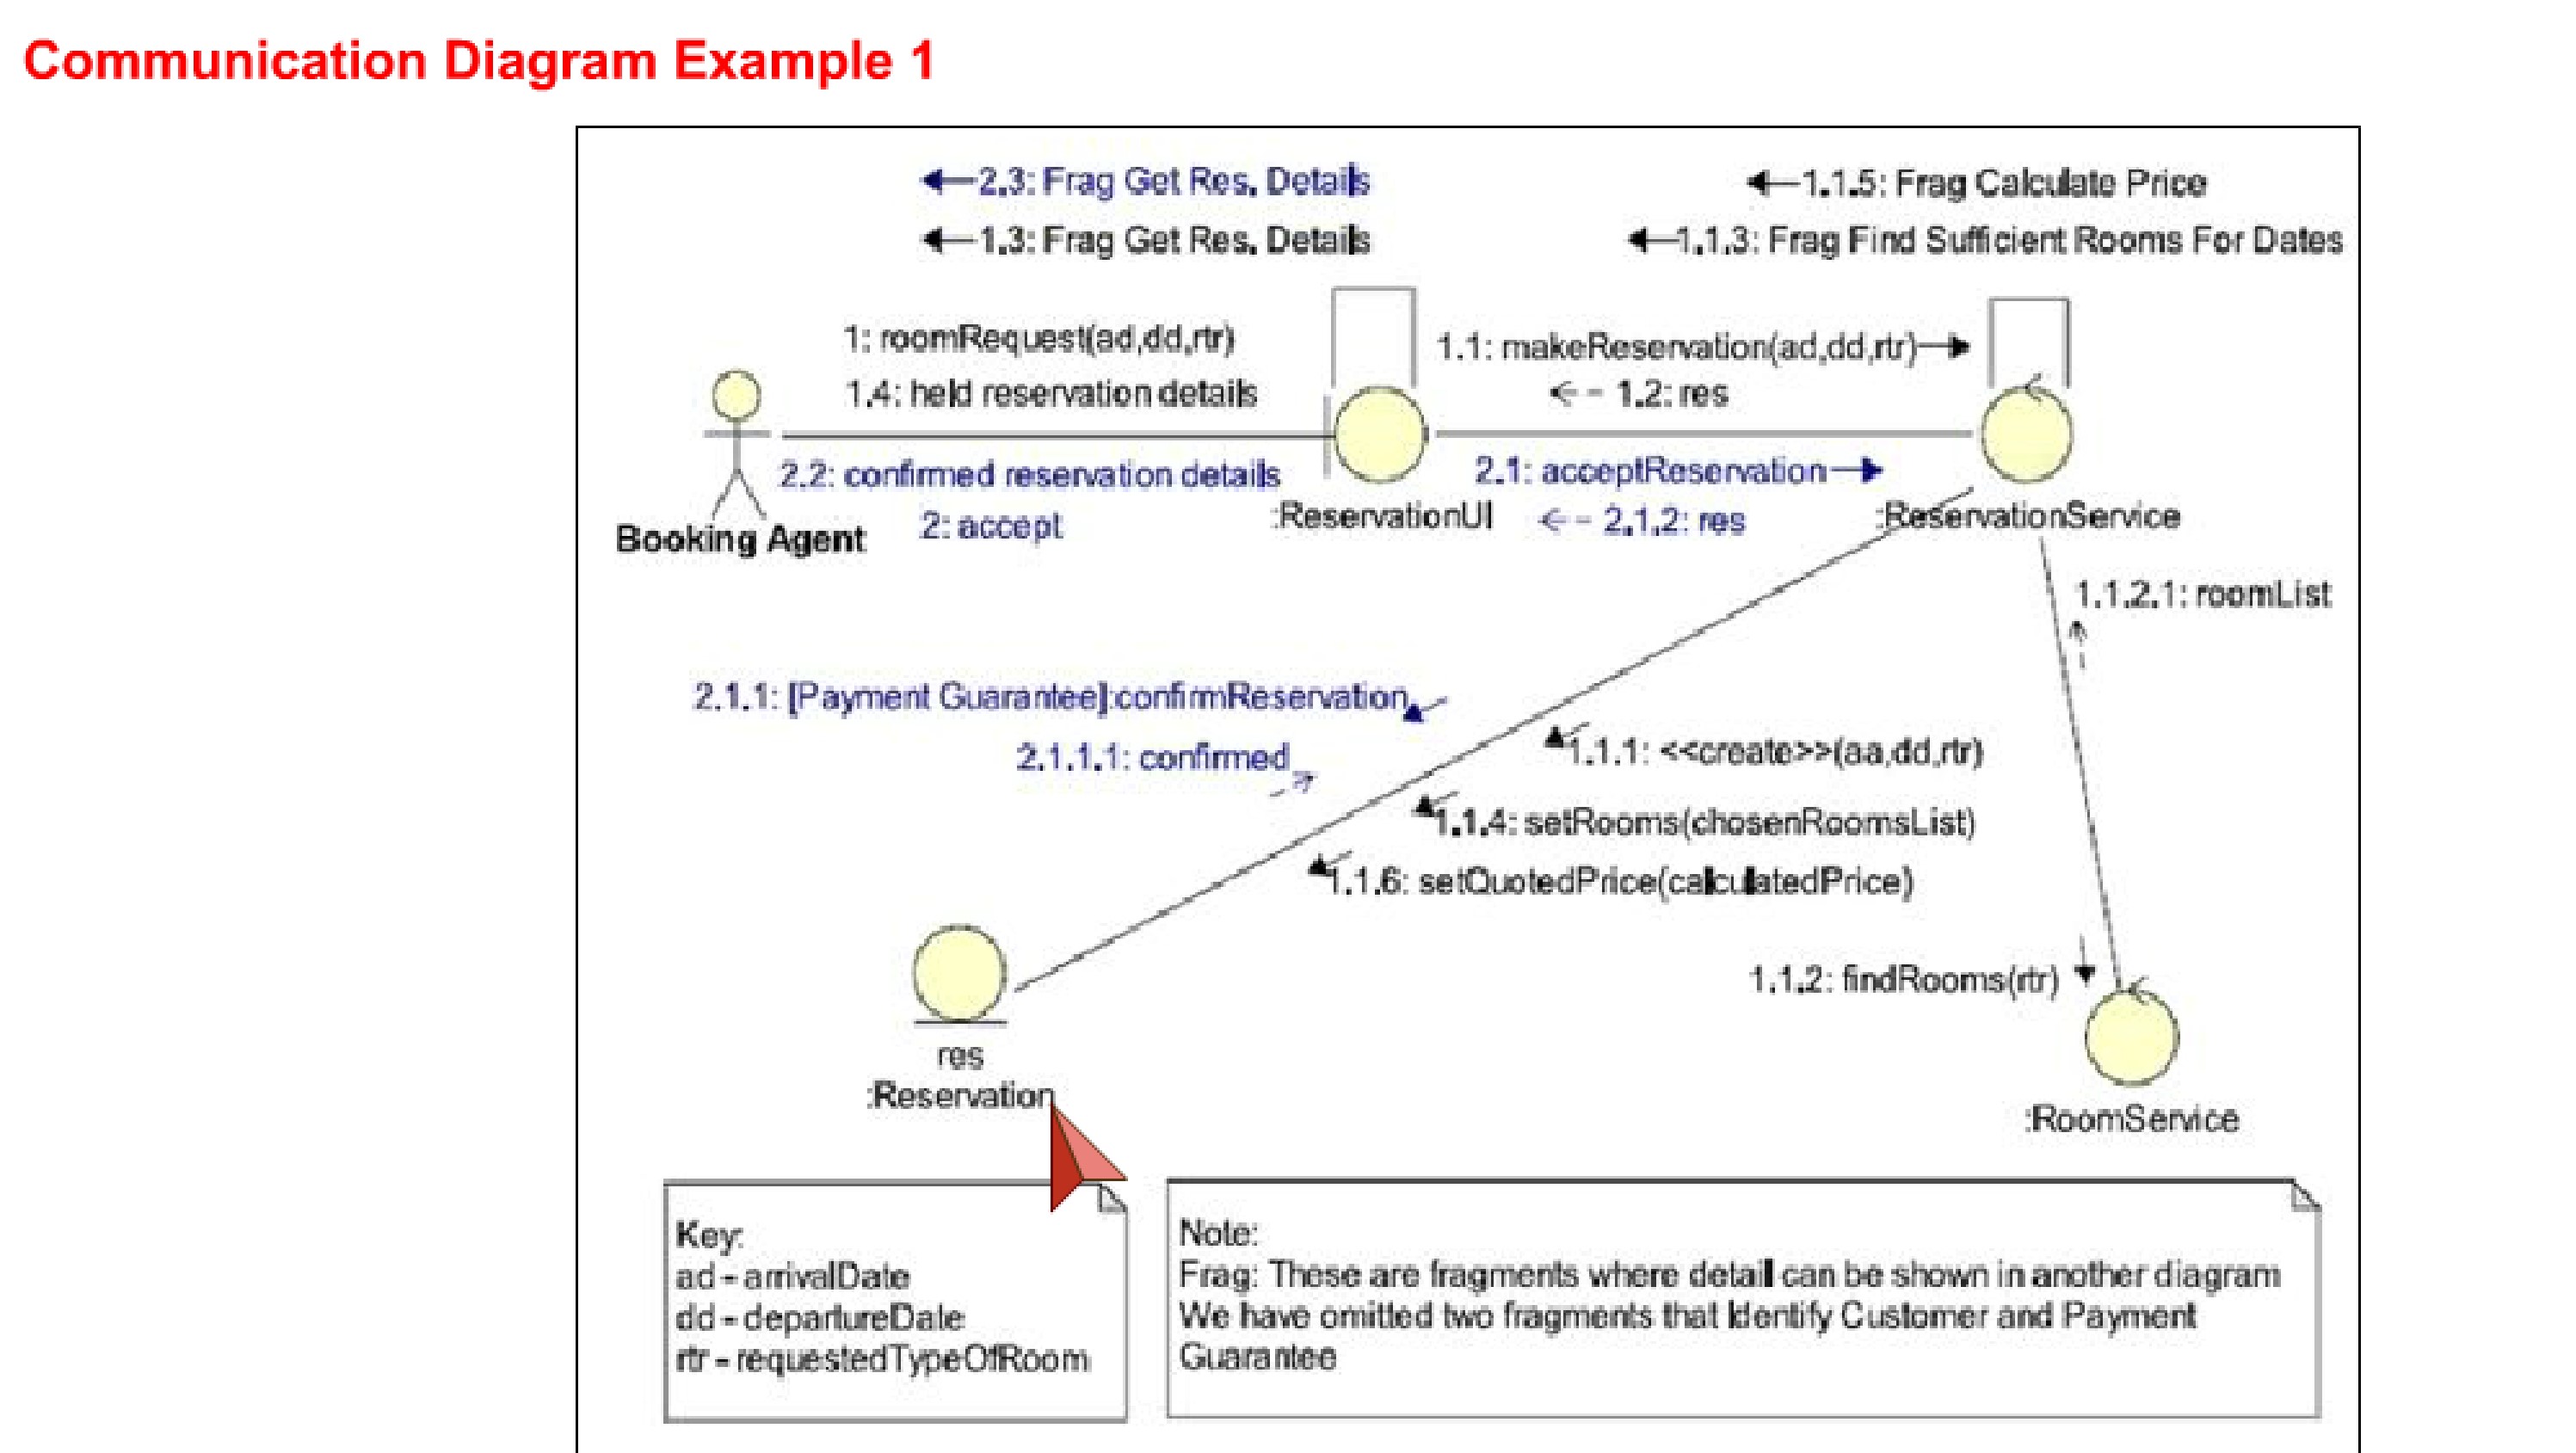 Communication Diagram Example 1
2.3: Frag Get Res. Details
1.1.5: Frag Calculate Price
1.3: Frag Get Res. Details
1.1.3: Frag Find Sufficient Rooms For Dates
1: roomRequest(ad,dd,rtr)
1.1: makeReservation(ad,dd,rtr)
1.4: held reservation details
1.2: res
2.2: confirmed reservation details
2.1: acceptReservation
:ReservationUI
:ReservationService
2: accept
2.1.2: res
Booking Agent
1.1.2.1: roomList
2.1.1: [Payment Guarantee]:confirmReservation
1.1.1: <<create>>(aa,dd,rtr)
2.1.1.1: confirmed
1.1.4: setRooms(chosenRoomsList)
1.1.6: setQuotedPrice(calculatedPrice)
1.1.2: findRooms(rtr)
res
:Reservation
:RoomService
Key:
ad - arrivalDate
dd - departureDate
rtr - requestedTypeOfRoom
Note:
Frag: These are fragments where detail can be shown in another diagram
We have omitted two fragments that Identify Customer and Payment
Guarantee